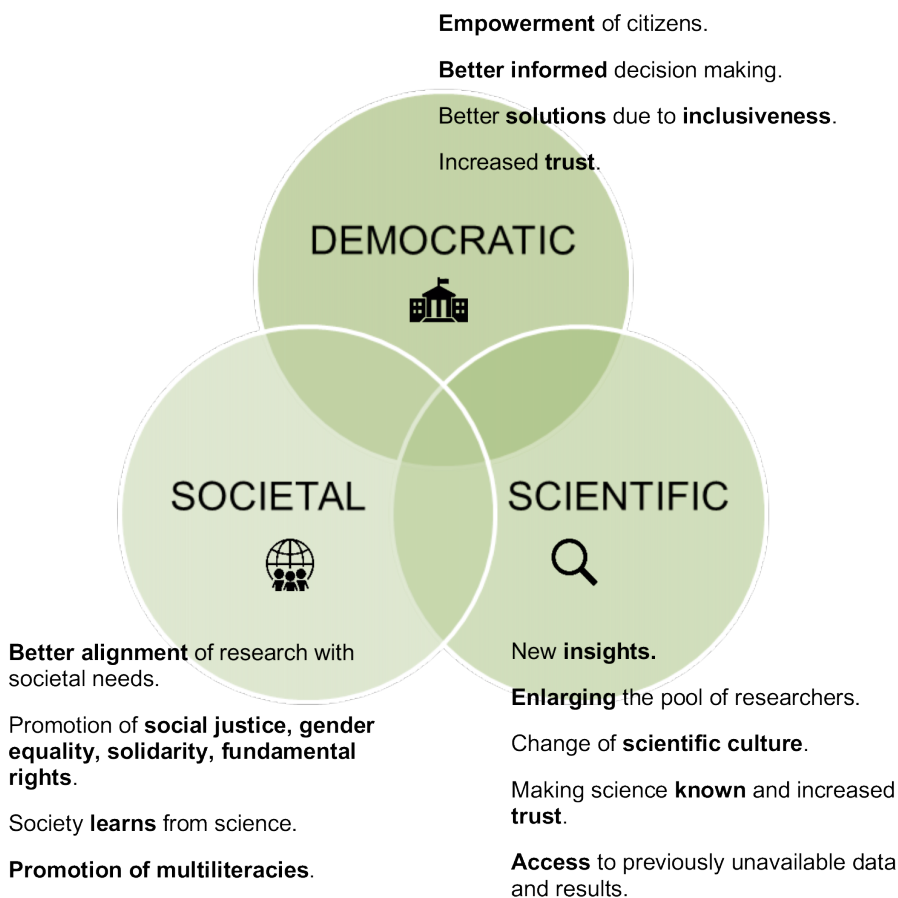 Empowerment of citizens.
Better informed decision making.
Better solutions due to inclusiveness.
Increased trust.
DEMOCRATIC
SOCIETAL
SCIENTIFIC
Better alignment of research with
societal needs.
Promotion of social justice, gender
equality, solidarity, fundamental
rights.
Society learns from science.
Promotion of multiliteracies.
New insights.
Enlarging the pool of researchers.
Change of scientific culture.
Making science known and increased
trust.
Access to previously unavailable data
and results.